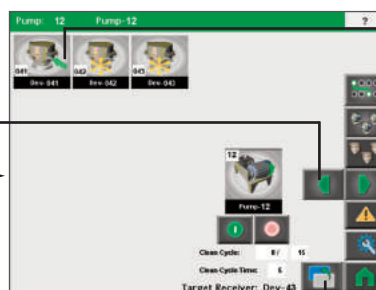 Pump: 12 Pump-12 ?
041 042 043
Dev-041 Dev-042 Dev-043
12
Pump-12
Clean Cycle: 0 / 15
Clean Cycle Time: 5
Target Receiver: Dev-43